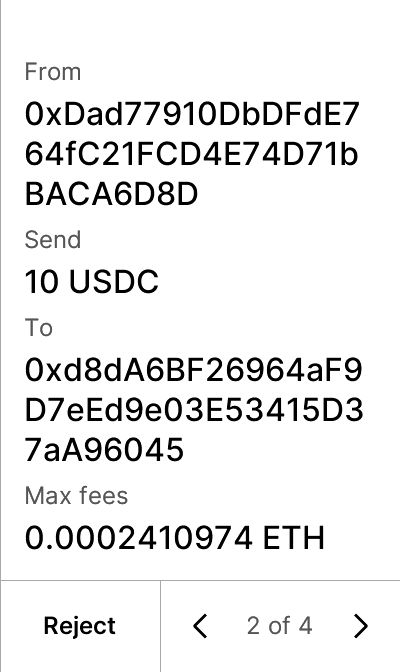 From
0xDad77910DbDFdE7
64fC21FCD4E74D71b
BACA6D8D
Send
10 USDC
To
0xd8dA6BF26964aF9
D7eEd9e03E53415D3
7aA96045
Max fees
0.0002410974 ETH
Reject
2 of 4